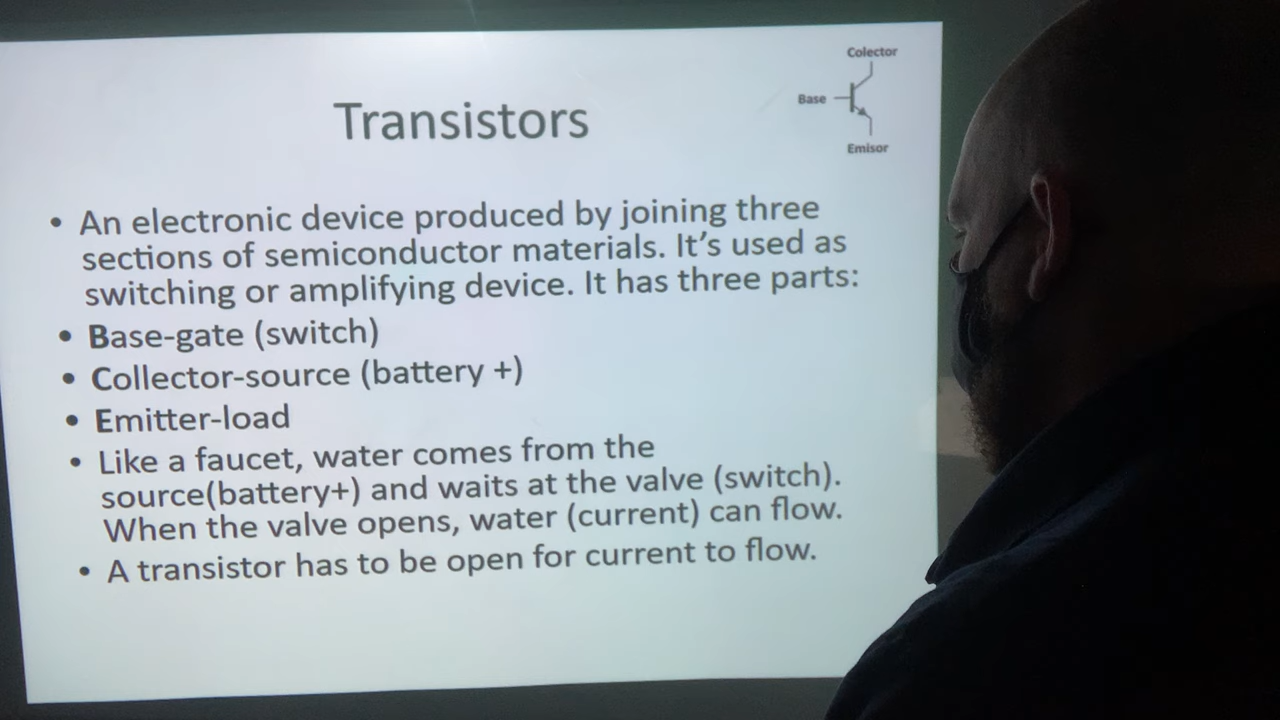 Colector
Base
Emisor
Transistors
• An electronic device produced by joining three
sections of semiconductor materials. It's used as
switching or amplifying device. It has three parts:
• Base-gate (switch)
• Collector-source (battery +)
• Emitter-load
• Like a faucet, water comes from the
source(battery+) and waits at the valve (switch).
When the valve opens, water (current) can flow.
• A transistor has to be open for current to flow.